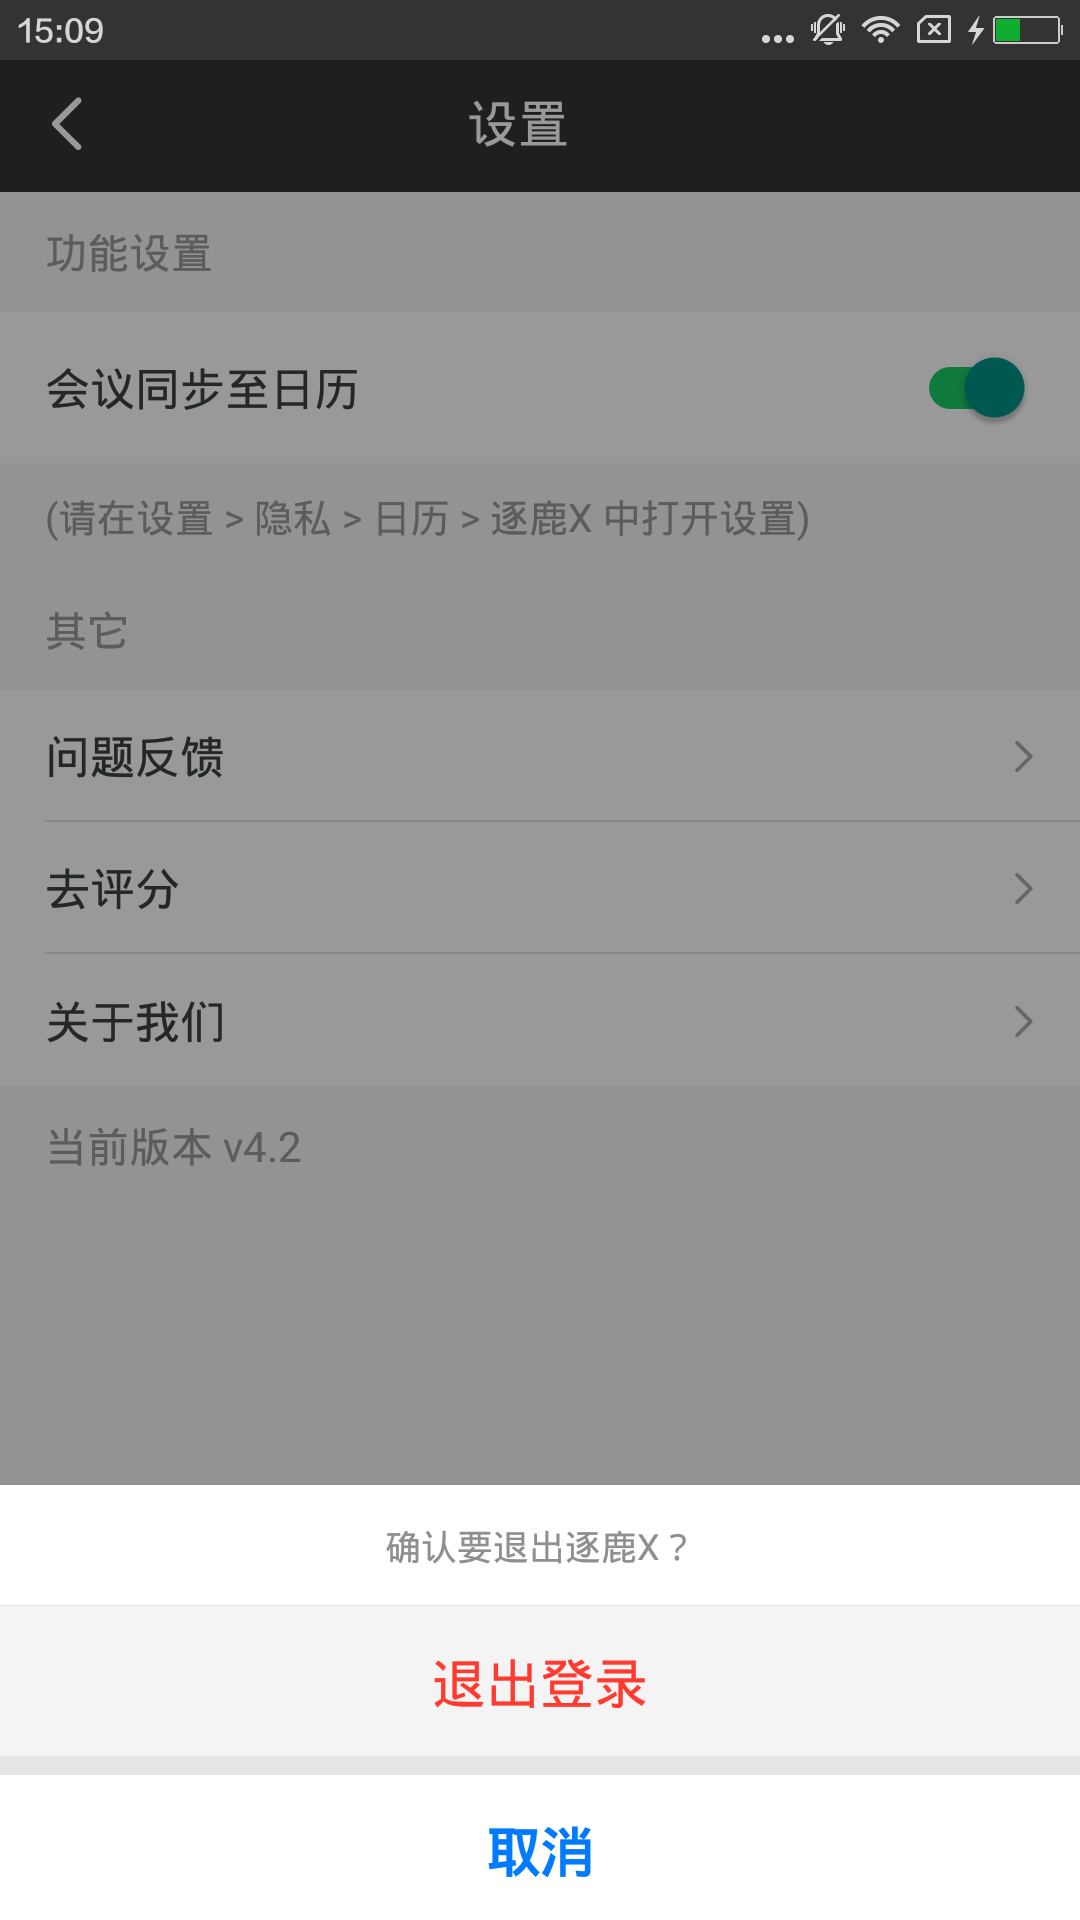 15:09
设置
功能设置
会议同步至日历
(请在设置 > 隐私 > 日历 > 逐鹿X 中打开设置)
其它
问题反馈
去评分
关于我们
当前版本 v4.2
确认要退出逐鹿X？
退出登录
取消